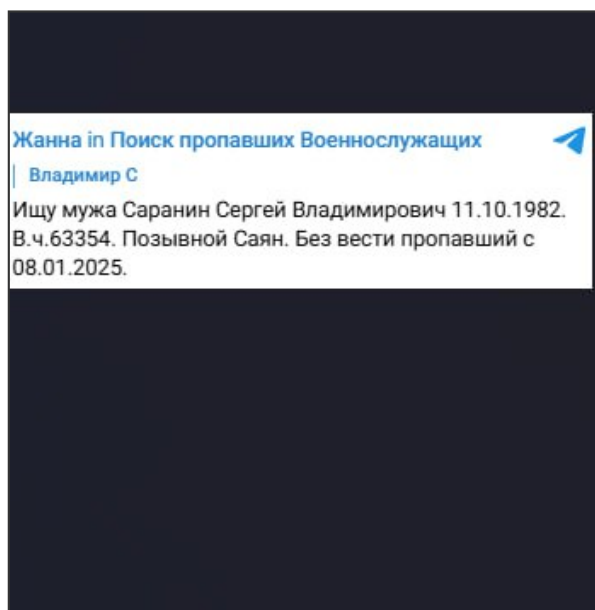 Жанна in Поиск пропавших Военнослужащих
Владимир С
Ищу мужа Саранин Сергей Владимирович 11.10.1982.
В.ч.63354. Позывной Саян. Без вести пропавший с
08.01.2025.